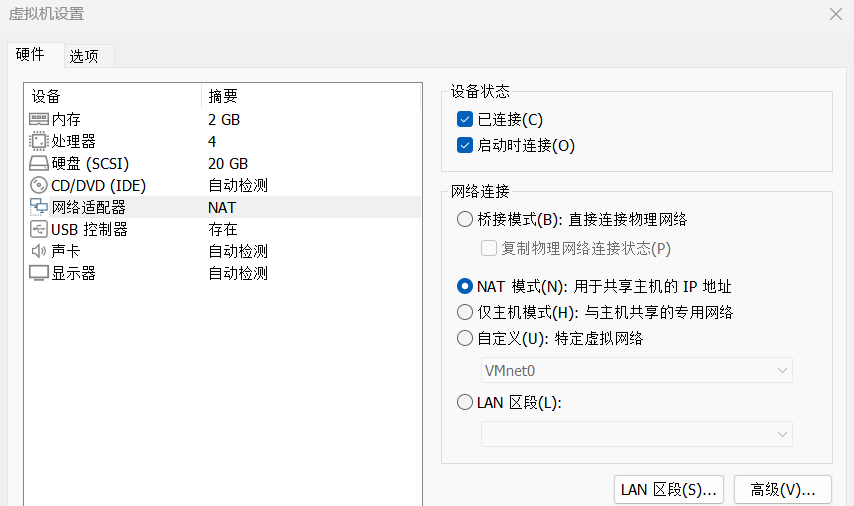 虚拟机设置
硬件 选项
设备 摘要
内存 2 GB
处理器 4
硬盘 (SCSI) 20 GB
CD/DVD (IDE) 自动检测
网络适配器 NAT
USB 控制器 存在
声卡 自动检测
显示器 自动检测
设备状态
已连接(C)
启动时连接(O)
网络连接
桥接模式(B): 直接连接物理网络
复制物理网络连接状态(P)
NAT 模式(N): 用于共享主机的 IP 地址
仅主机模式(H): 与主机共享的专用网络
自定义(U): 特定虚拟网络
VMnet0
LAN 区段(L):
LAN 区段(S)... 高级(V)...